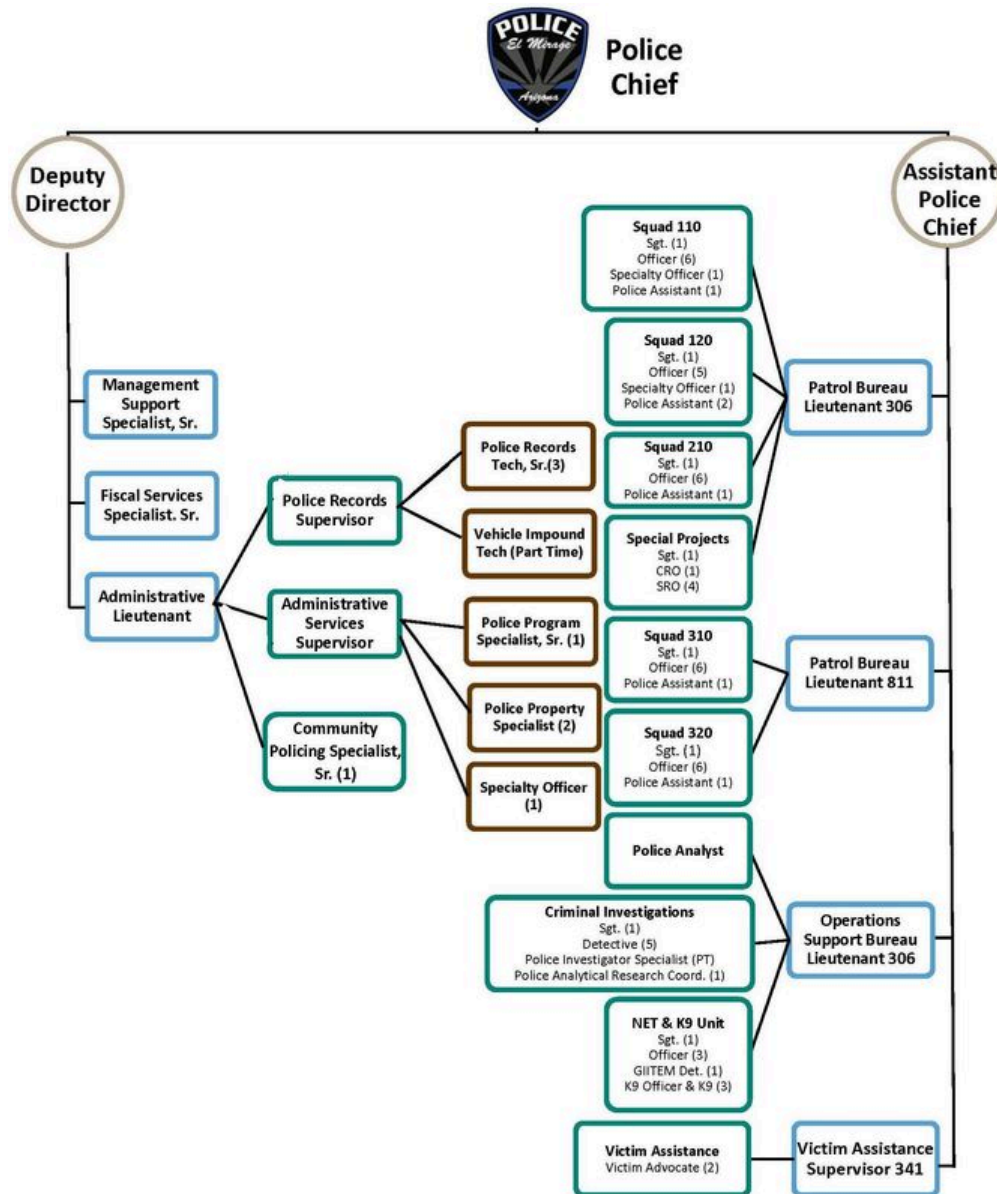 POLICE
El Mirage
Arizona
Police
Chief
Deputy
Director
Assistant
Police
Chief
Management
Support
Specialist, Sr.
Fiscal Services
Specialist. Sr.
Administrative
Lieutenant
Police Records
Supervisor
Administrative
Services
Supervisor
Community
Policing Specialist,
Sr. (1)
Police Records
Tech, Sr.(3)
Vehicle Impound
Tech (Part Time)
Police Program
Specialist, Sr. (1)
Police Property
Specialist (2)
Specialty Officer
(1)
Squad 110
Sgt. (1)
Officer (6)
Specialty Officer (1)
Police Assistant (1)
Squad 120
Sgt. (1)
Officer (5)
Specialty Officer (1)
Police Assistant (2)
Squad 210
Sgt. (1)
Officer (6)
Police Assistant (1)
Special Projects
Sgt. (1)
CRO (1)
SRO (4)
Patrol Bureau
Lieutenant 306
Squad 310
Sgt. (1)
Officer (6)
Police Assistant (1)
Squad 320
Sgt. (1)
Officer (6)
Police Assistant (1)
Patrol Bureau
Lieutenant 811
Police Analyst
Criminal Investigations
Sgt. (1)
Detective (5)
Police Investigator Specialist (PT)
Police Analytical Research Coord. (1)
NET & K9 Unit
Sgt. (1)
Officer (3)
GIITEM Det. (1)
K9 Officer & K9 (3)
Operations
Support Bureau
Lieutenant 306
Victim Assistance
Victim Advocate (2)
Victim Assistance
Supervisor 341